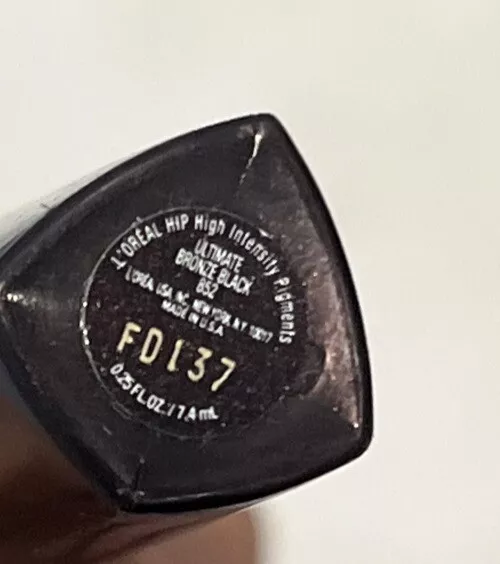 L'ORÉAL HIP High Intensity Pigments
ULTIMATE
BRONZE BLACK
852
L'ORÉAL USA, INC. NEW YORK, N.Y. 10017
MADE IN U.S.A.
FD137
0.25 FL.OZ. / 7.4 mL